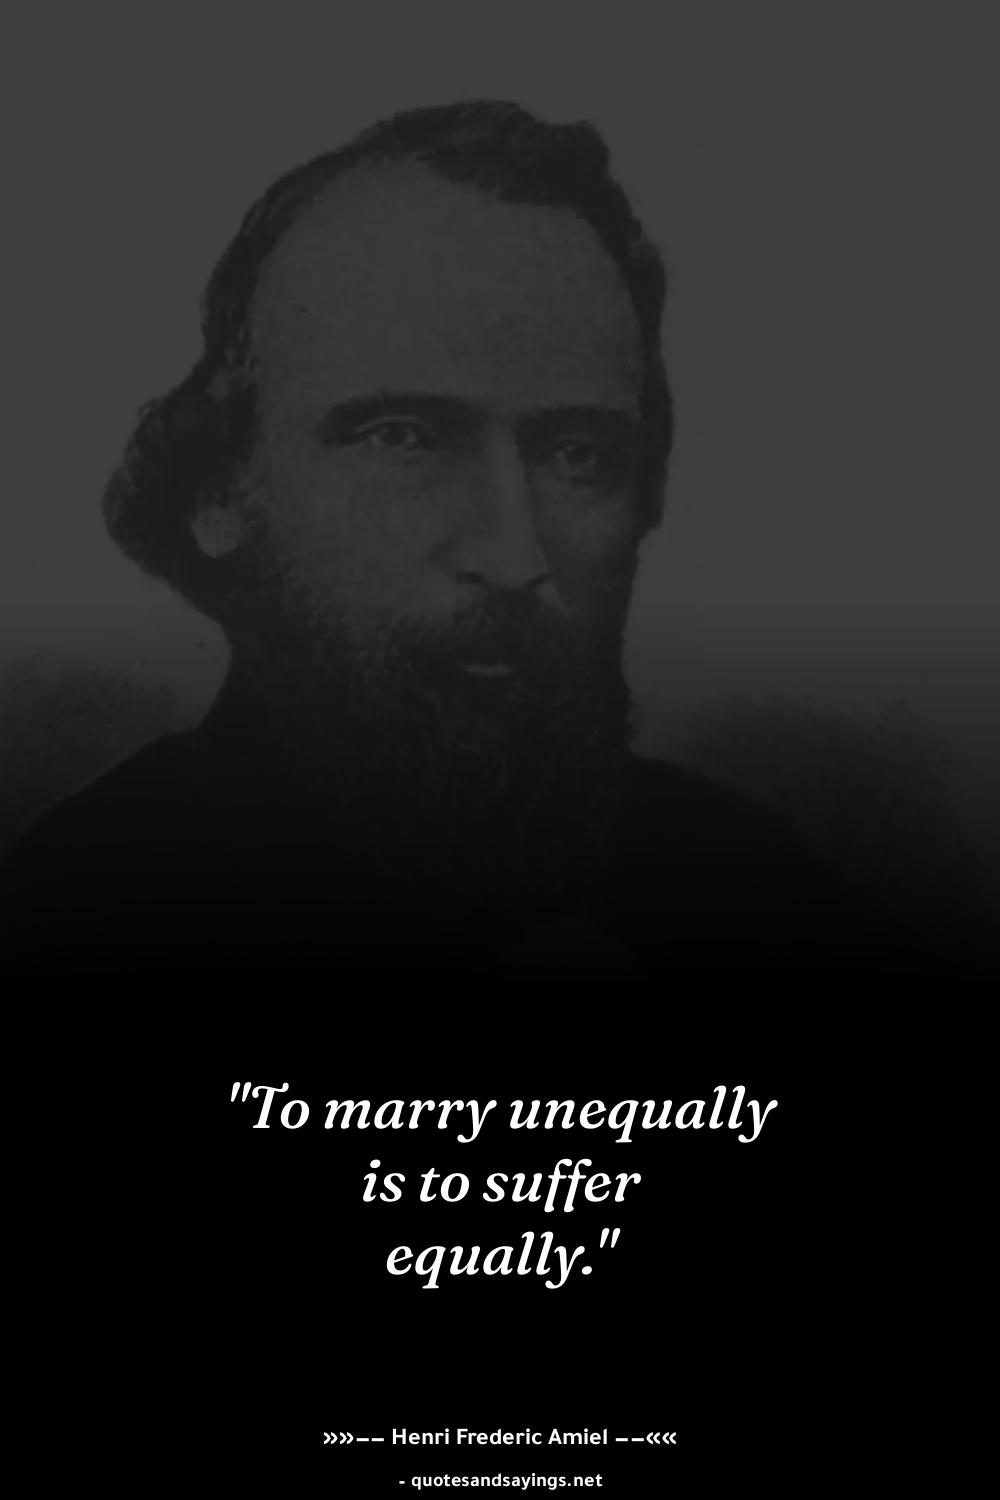 "To marry unequally
is to suffer
equally."
»»–– Henri Frederic Amiel ––««
- quotesandsayings.net